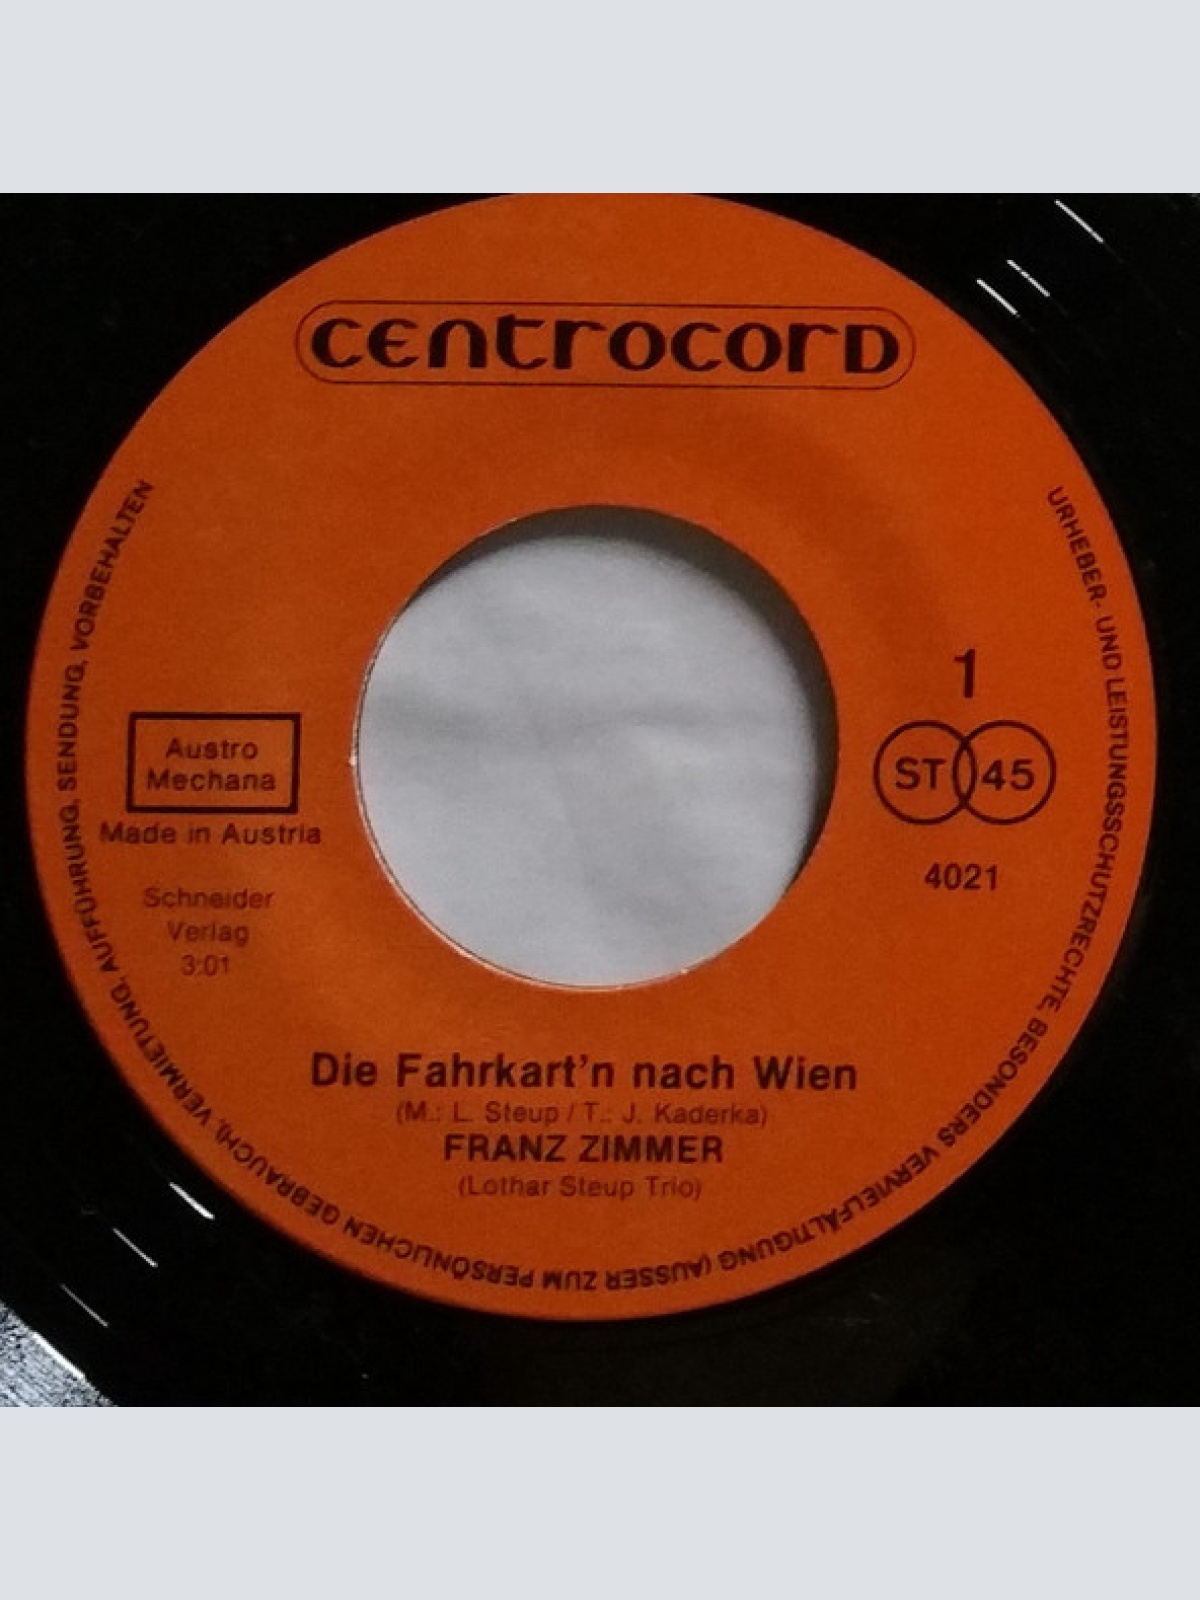 centrocord
URHEBER- UND LEISTUNGSSCHUTZRECHTE, BESONDERS VERVIELFÄLTIGUNG (AUSSER ZUM PERSÖNLICHEN GEBRAUCH), VERMIETUNG, AUFFÜHRUNG, SENDUNG, VORBEHALTEN
1
ST 45
4021
Austro
Mechana
Made in Austria
Schneider
Verlag
3:01
Die Fahrkart'n nach Wien
(M.: L. Steup / T.: J. Kaderka)
FRANZ ZIMMER
(Lothar Steup Trio)